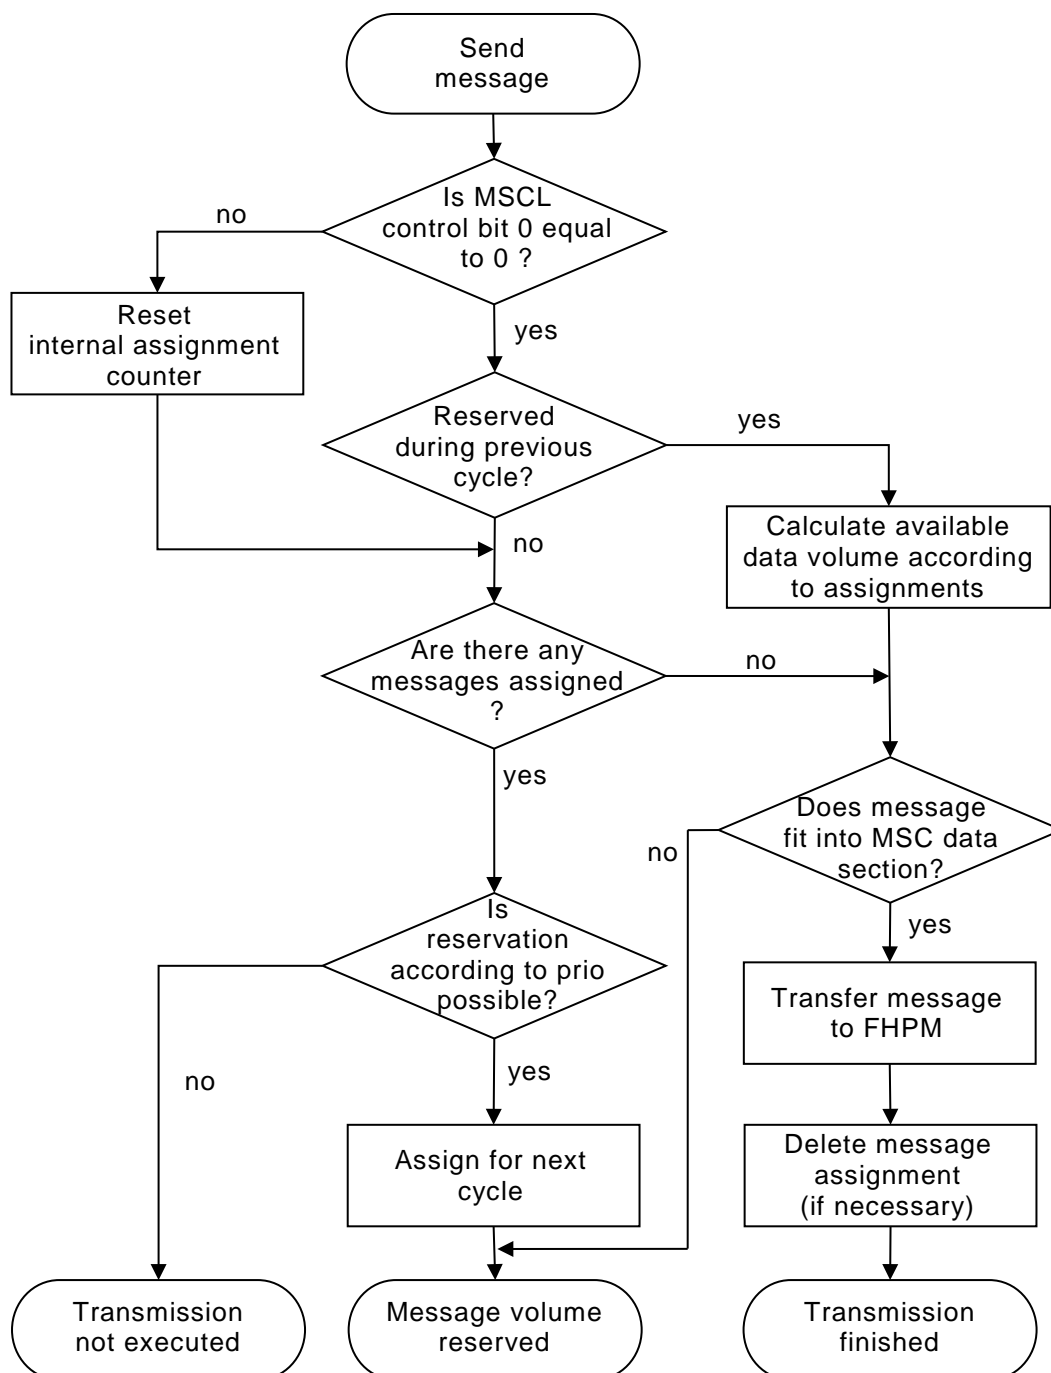 Send
message
Is MSCL
control bit 0 equal
to 0 ?
no
Reset
internal assignment
counter
yes
Reserved
during previous
cycle?
yes
no
Calculate available
data volume according
to assignments
Are there any
messages assigned
?
no
yes
Does message
fit into MSC data
section?
no
yes
Is
reservation
according to prio
possible?
Transfer message
to FHPM
no
yes
Assign for next
cycle
Delete message
assignment
(if necessary)
Transmission
not executed
Message volume
reserved
Transmission
finished